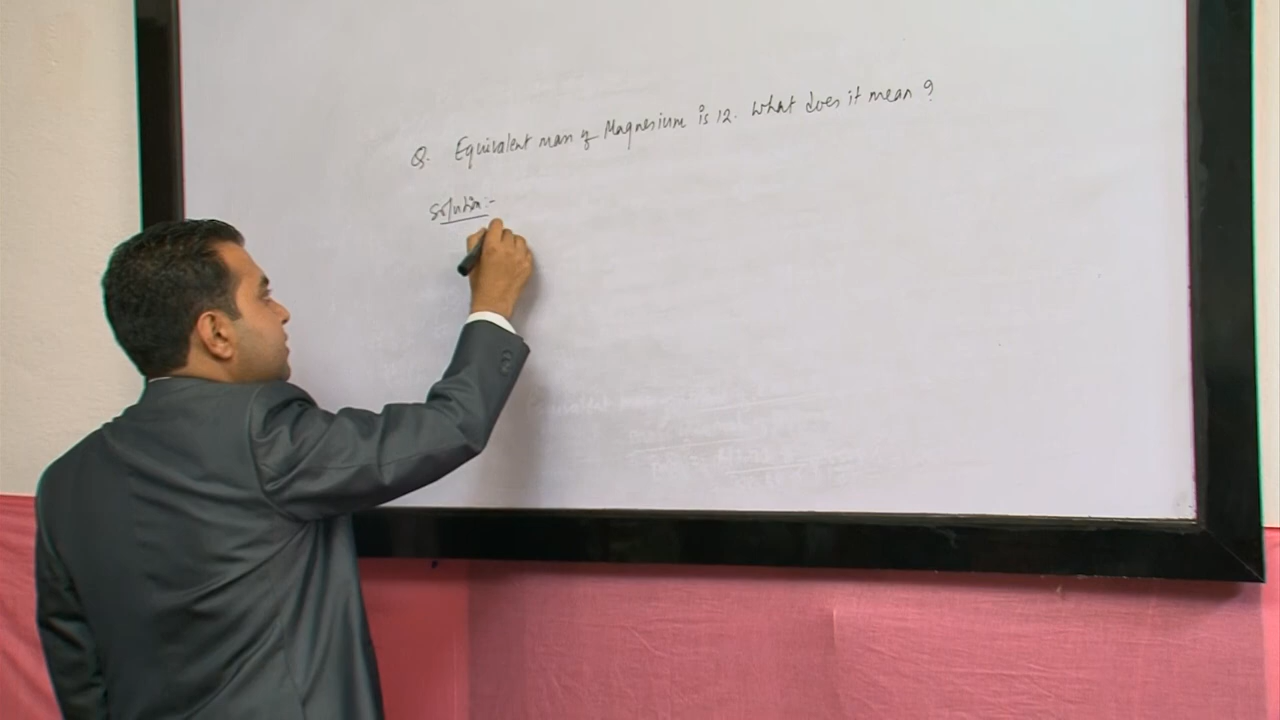 Q. Equivalent mass of Magnesium is 12. What does it mean ?
Solution:-